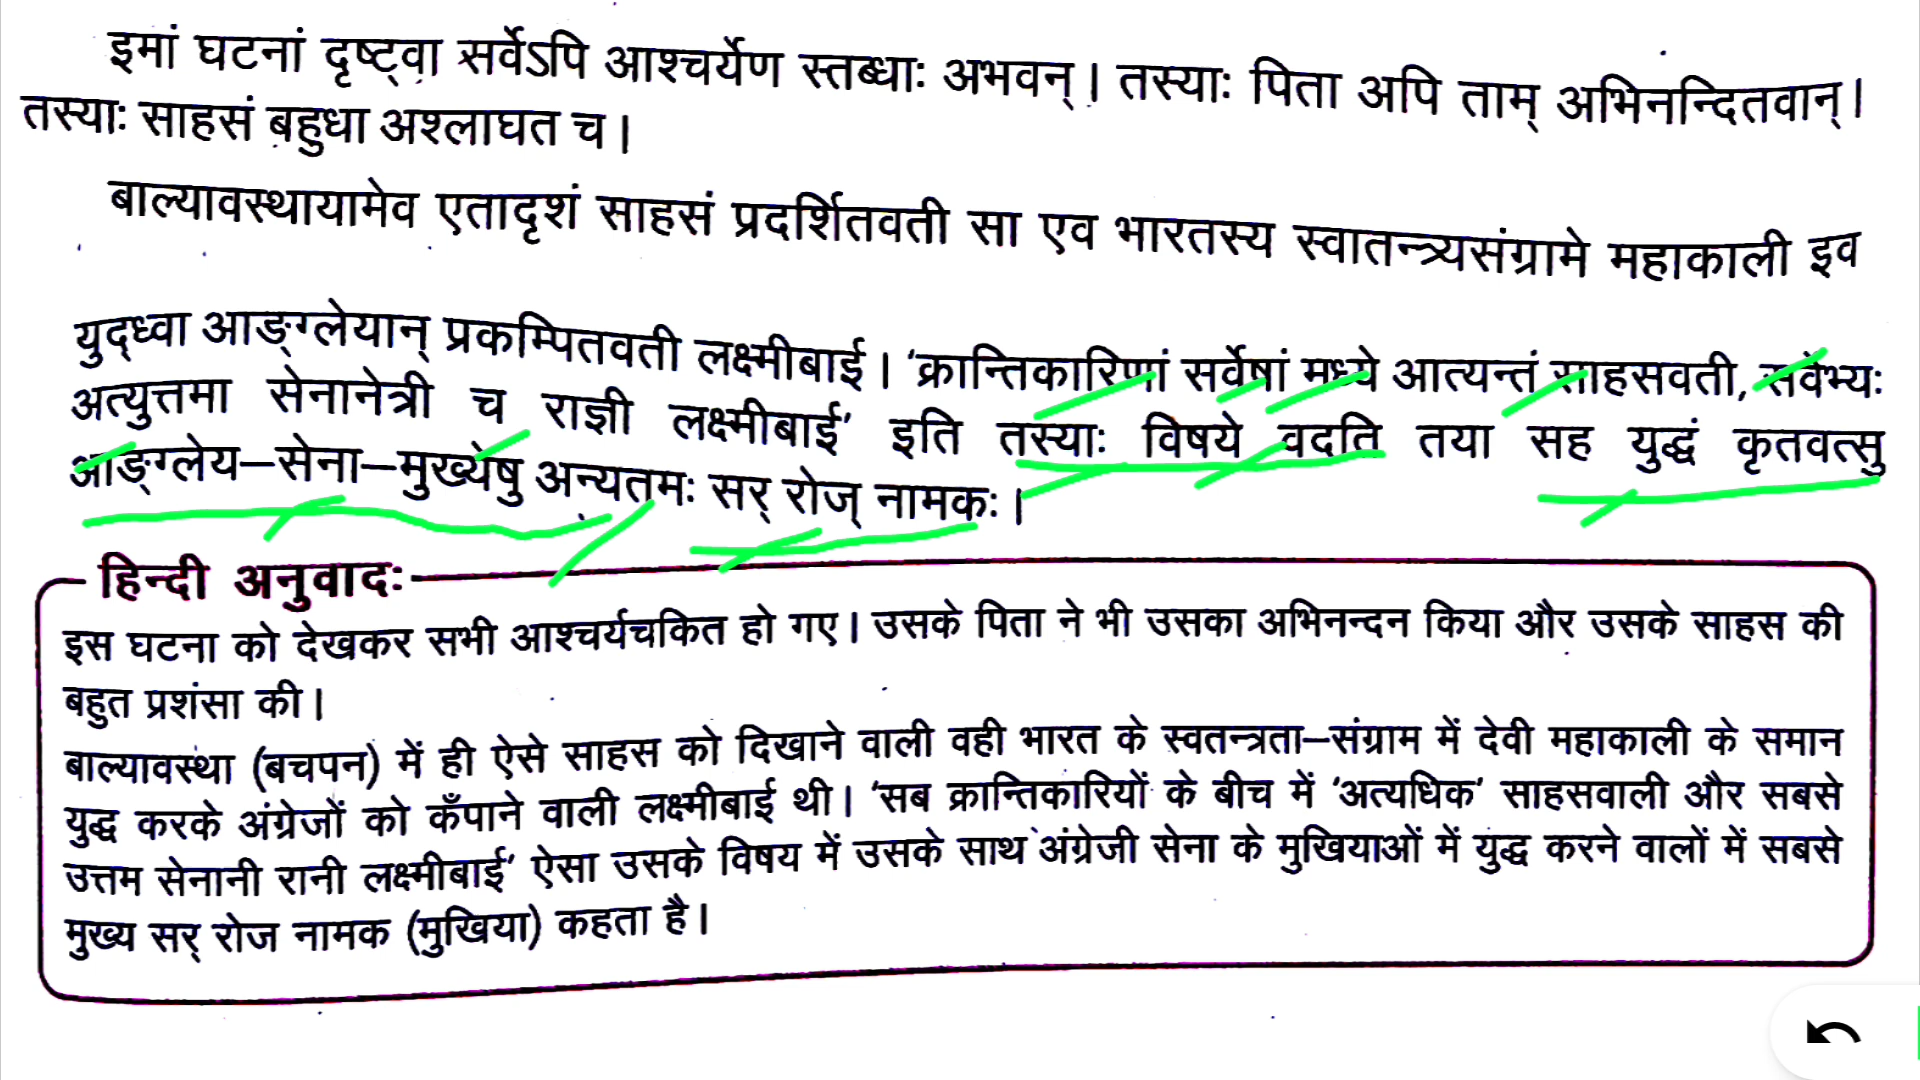 इमां घटनां दृष्ट्वा सर्वेऽपि आश्चर्येण स्तब्धाः अभवन्। तस्याः पिता अपि ताम् अभिनन्दितवान्।
तस्याः साहसं बहुधा अश्लाघत च।
बाल्यावस्थायामेव एतादृशं साहसं प्रदर्शितवती सा एव भारतस्य स्वातन्त्र्यसंग्रामे महाकाली इव
युद्ध्वा आङ्ग्लेयान् प्रकम्पितवती लक्ष्मीबाई। 'क्रान्तिकारिणां सर्वेषां मध्ये आत्यन्तं साहसवती, सर्वेभ्यः
अत्युत्तमा सेनानेत्री च राज्ञी लक्ष्मीबाई' इति तस्याः विषये वदति तया सह युद्धं कृतवत्सु
आङ्ग्लेय–सेना–मुख्येषु अन्यतमः सर् रोज् नामकः।
हिन्दी अनुवादः
इस घटना को देखकर सभी आश्चर्यचकित हो गए। उसके पिता ने भी उसका अभिनन्दन किया और उसके साहस की
बहुत प्रशंसा की।
बाल्यावस्था (बचपन) में ही ऐसे साहस को दिखाने वाली वही भारत के स्वतन्त्रता–संग्राम में देवी महाकाली के समान
युद्ध करके अंग्रेजों को कँपाने वाली लक्ष्मीबाई थी। 'सब क्रान्तिकारियों के बीच में 'अत्यधिक' साहसवाली और सबसे
उत्तम सेनानी रानी लक्ष्मीबाई' ऐसा उसके विषय में उसके साथ अंग्रेजी सेना के मुखियाओं में युद्ध करने वालों में सबसे
मुख्य सर् रोज नामक (मुखिया) कहता है।